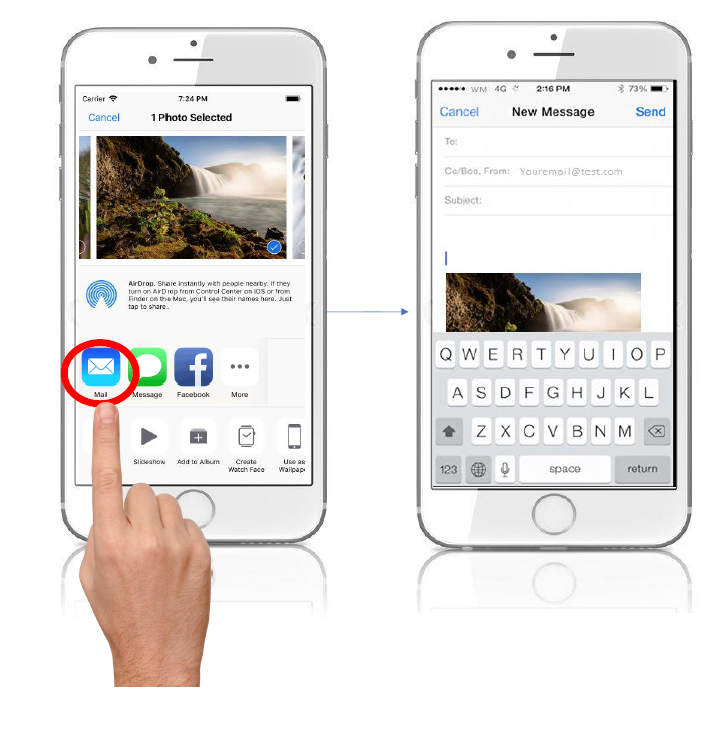 Carrier 7:24 PM
Cancel 1 Photo Selected
AirDrop. Share instantly with people nearby. If they
turn on AirDrop from Control Center on iOS or from
Finder on the Mac, you'll see their names here. Just
tap to share..
Mail Message Facebook More
Slideshow Add to Album Create Use as
Watch Face Wallpape
WM 4G 2:16 PM 73%
Cancel New Message Send
To:
Cc/Bcc, From: Youremail@test.com
Subject:
Q W E R T Y U I O P
A S D F G H J K L
Z X C V B N M
123 space return